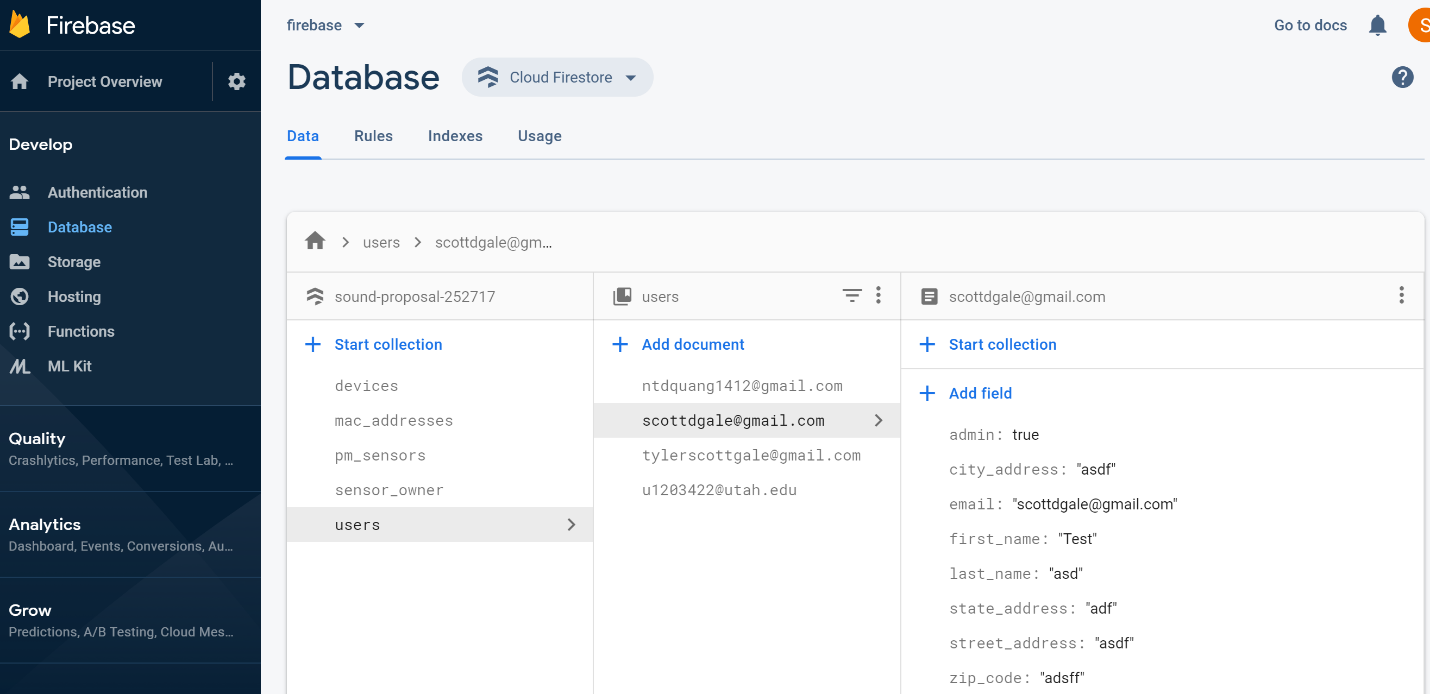 Firebase
Project Overview
Develop
Authentication
Database
Storage
Hosting
Functions
ML Kit
Quality
Crashlytics, Performance, Test Lab, ...
Analytics
Dashboard, Events, Conversions, Au...
Grow
Predictions, A/B Testing, Cloud Mes...
firebase
Go to docs
S
Database
Cloud Firestore
Data Rules Indexes Usage
users
scottdgale@gm...
sound-proposal-252717
Start collection
devices
mac_addresses
pm_sensors
sensor_owner
users
users
Add document
ntdquang1412@gmail.com
scottdgale@gmail.com
tylerscottgale@gmail.com
u1203422@utah.edu
scottdgale@gmail.com
Start collection
Add field
admin: true
city_address: "asdf"
email: "scottdgale@gmail.com"
first_name: "Test"
last_name: "asd"
state_address: "adf"
street_address: "asdf"
zip_code: "adsff"